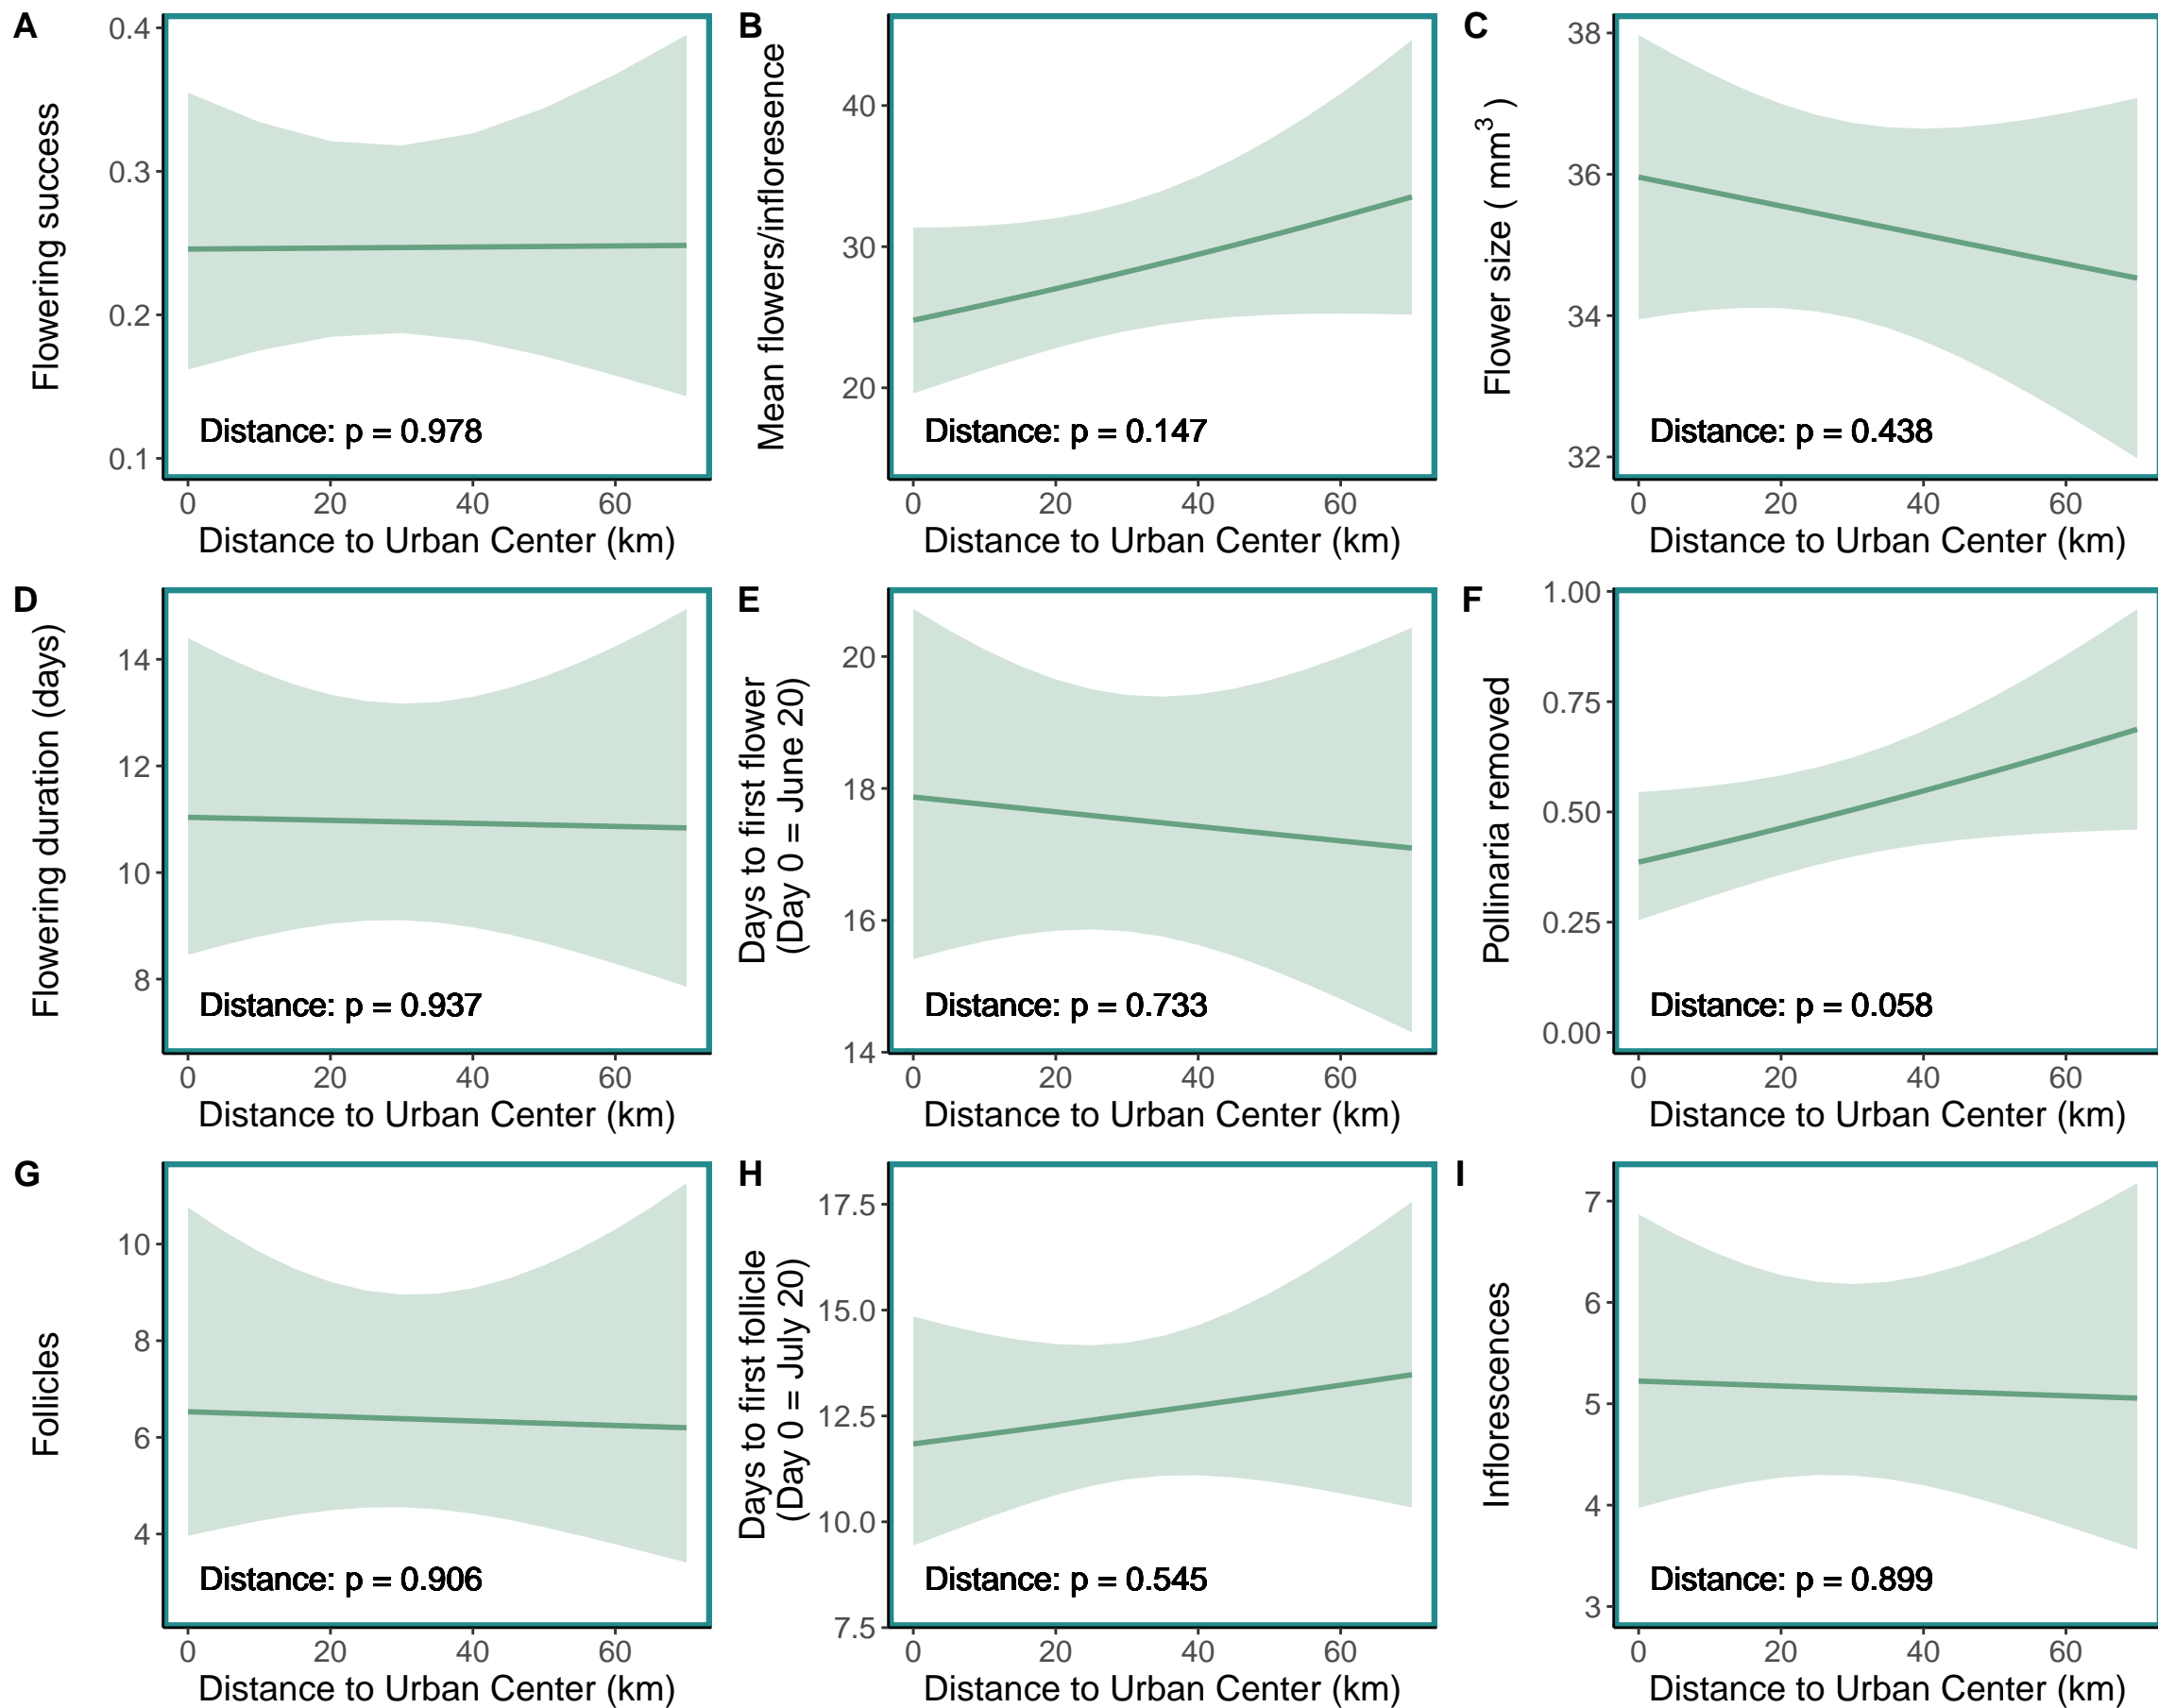 A
Flowering success
0.4
0.3
0.2
0.1
Distance: p = 0.978
0 20 40 60
Distance to Urban Center (km)
B
Mean flowers/infloresence
40
30
20
Distance: p = 0.147
0 20 40 60
Distance to Urban Center (km)
C
Flower size ( mm³ )
38
36
34
32
Distance: p = 0.438
0 20 40 60
Distance to Urban Center (km)
D
Flowering duration (days)
14
12
10
8
Distance: p = 0.937
0 20 40 60
Distance to Urban Center (km)
E
Days to first flower
(Day 0 = June 20)
20
18
16
14
Distance: p = 0.733
0 20 40 60
Distance to Urban Center (km)
F
Pollinaria removed
1.00
0.75
0.50
0.25
0.00
Distance: p = 0.058
0 20 40 60
Distance to Urban Center (km)
G
Follicles
10
8
6
4
Distance: p = 0.906
0 20 40 60
Distance to Urban Center (km)
H
Days to first follicle
(Day 0 = July 20)
17.5
15.0
12.5
10.0
7.5
Distance: p = 0.545
0 20 40 60
Distance to Urban Center (km)
I
Inflorescences
7
6
5
4
3
Distance: p = 0.899
0 20 40 60
Distance to Urban Center (km)